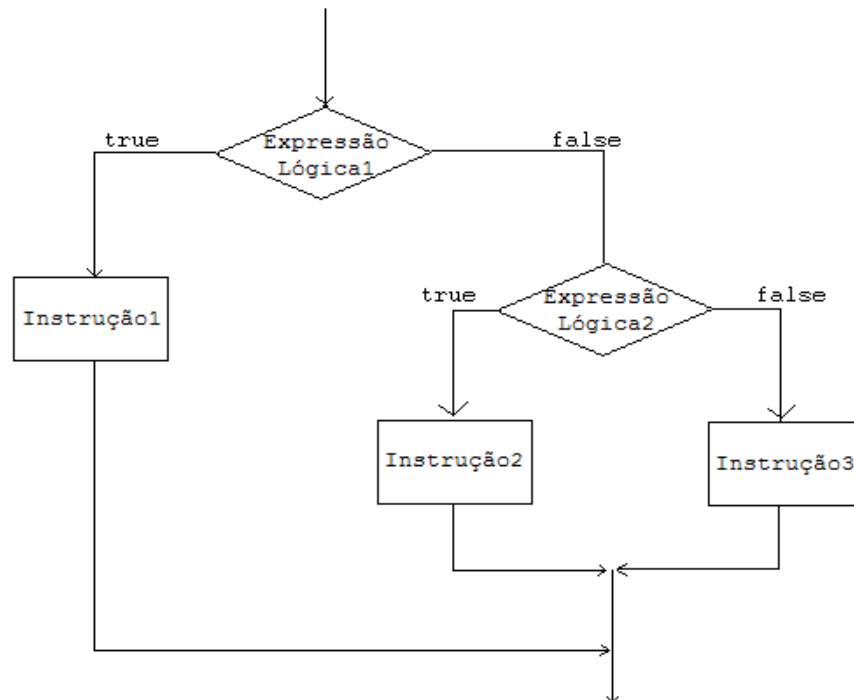 true
Expressão
Lógica1
false
Instrução1
true
Expressão
Lógica2
false
Instrução2
Instrução3